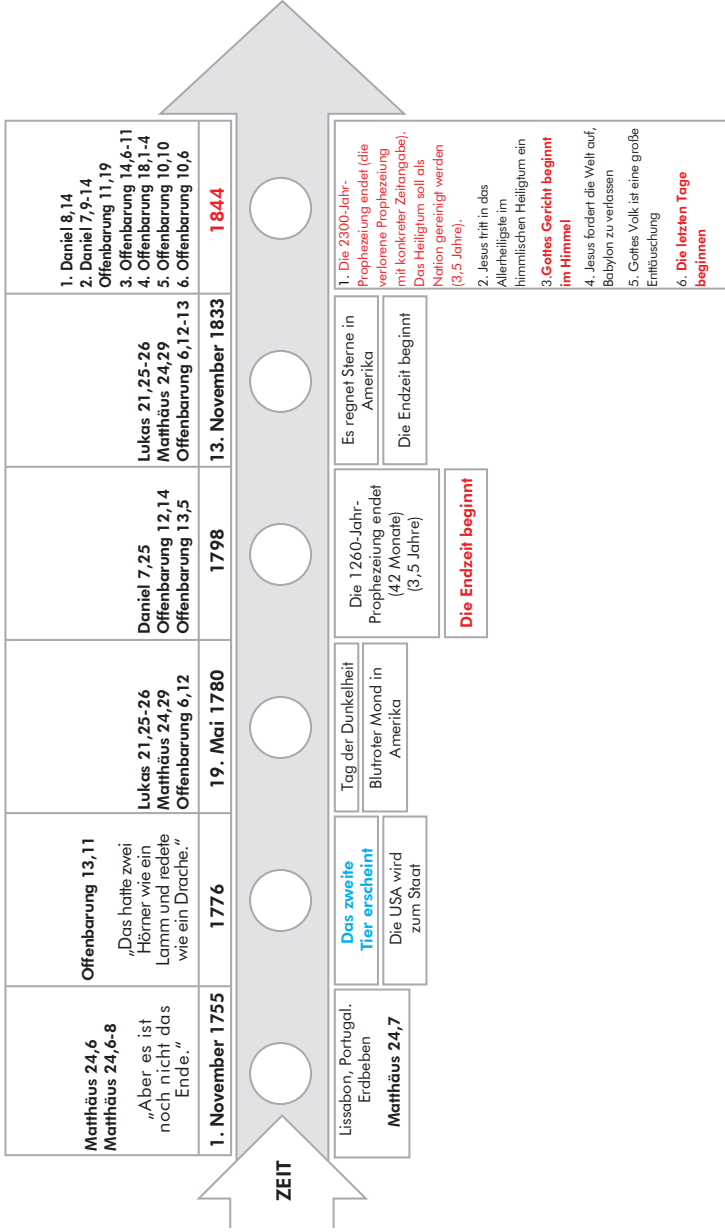 ZEIT
Matthäus 24,6
Matthäus 24,6-8
„Aber es ist
noch nicht das
Ende.“
1. November 1755
Lissabon, Portugal.
Erdbeben
Matthäus 24,7
Offenbarung 13,11
„Das hatte zwei
Hörner wie ein
Lamm und redete
wie ein Drache.“
1776
Das zweite
Tier erscheint
Die USA wird
zum Staat
Lukas 21,25-26
Matthäus 24,29
Offenbarung 6,12
19. Mai 1780
Tag der Dunkelheit
Blutroter Mond in
Amerika
Daniel 7,25
Offenbarung 12,14
Offenbarung 13,5
1798
Die 1260-Jahr-
Prophezeiung endet
(42 Monate)
(3,5 Jahre)
Die Endzeit beginnt
Lukas 21,25-26
Matthäus 24,29
Offenbarung 6,12-13
13. November 1833
Es regnet Sterne in
Amerika
Die Endzeit beginnt
1. Daniel 8,14
2. Daniel 7,9-14
Offenbarung 11,19
3. Offenbarung 14,6-11
4. Offenbarung 18,1-4
5. Offenbarung 10,10
6. Offenbarung 10,6
1844
1. Die 2300-Jahr-
Prophezeiung endet (die
verlorene Prophezeiung
mit konkreter Zeitangabe).
Das Heiligtum soll als
Nation gereinigt werden
(3,5 Jahre).
2. Jesus tritt in das
Allerheiligste im
himmlischen Heiligtum ein
3.Gottes Gericht beginnt
im Himmel
4. Jesus fordert die Welt auf,
Babylon zu verlassen
5. Gottes Volk ist eine große
Enttäuschung
6. Die letzten Tage
beginnen